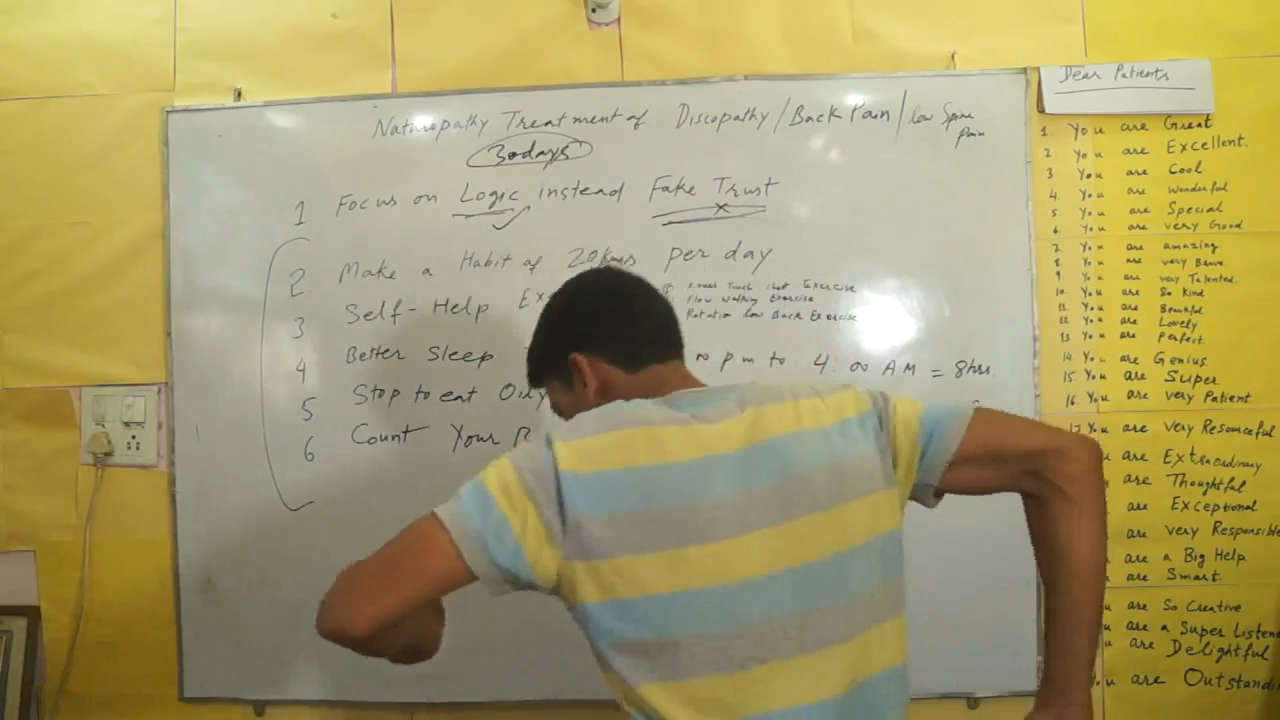 Naturopathy Treatment of Discopathy/Back Pain/low Spine Pain
30days
1 Focus on Logic instead Fake Trust
2 Make a Habit of 20kms per day
3 Self-Help Ex
Knees Touch chest Exercise
Flow Walking Exercise
Rotation low Back Exercise
4 Better Sleep pm to 4:00 AM = 8hrs
5 Stop to eat Oily
6 Count Your
Dear Patients
1. You are Great
2 You are Excellent.
3 You are Cool.
4. You are wonderful
5 You are Special
6. You are very Good
7. You are amazing
8. You are very Brave.
9. You are very Talented.
10. You are So Kind
11. You are Beautiful
12 You are Lovely
13 You are Perfect
14 You are Genius.
15. You are Super
16. You are very Patient
17 You are very Resourceful
are Extraordinary
are Thoughtful
are Exceptional
are very Responsible
are a Big Help
are Smart.
are So Creative
are a Super Listene
are Delightful
You are Outstandi